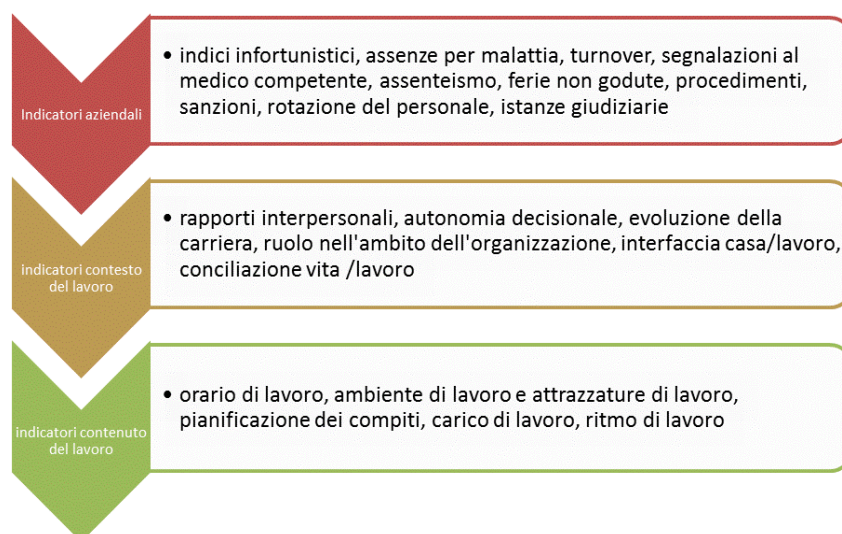 Indicatori aziendali
• indici infortunistici, assenze per malattia, turnover, segnalazioni al
medico competente, assenteismo, ferie non godute, procedimenti,
sanzioni, rotazione del personale, istanze giudiziarie
indicatori contesto
del lavoro
• rapporti interpersonali, autonomia decisionale, evoluzione della
carriera, ruolo nell'ambito dell'organizzazione, interfaccia casa/lavoro,
conciliazione vita /lavoro
indicatori contenuto
del lavoro
• orario di lavoro, ambiente di lavoro e attrazzature di lavoro,
pianificazione dei compiti, carico di lavoro, ritmo di lavoro